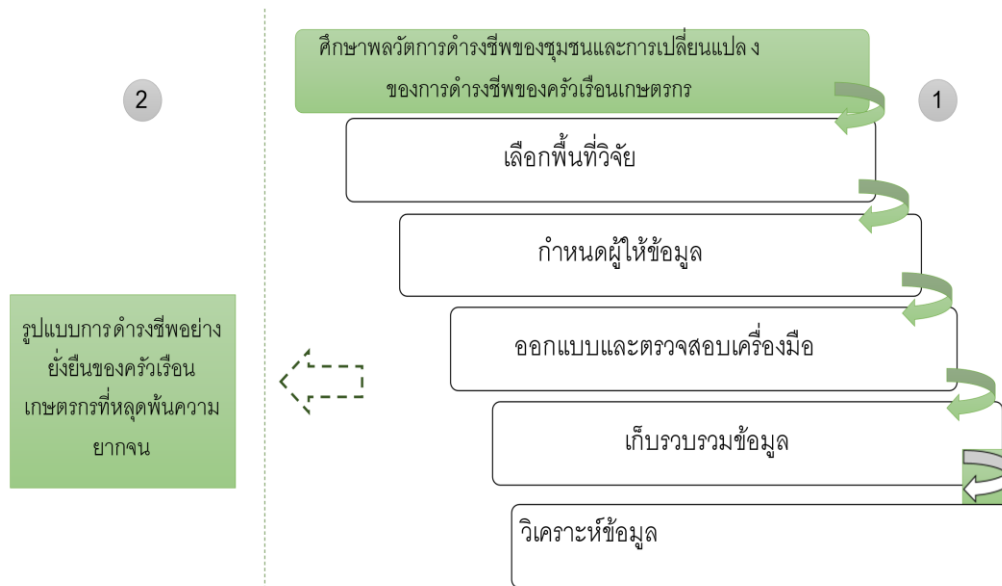 ศึกษาพลวัตการดำรงชีพของชุมชนและการเปลี่ยนแปล ง
ของการดำรงชีพของครัวเรือนเกษตรกร
1
เลือกพื้นที่วิจัย
กำหนดผู้ให้ข้อมูล
ออกแบบและตรวจสอบเครื่องมือ
เก็บรวบรวมข้อมูล
วิเคราะห์ข้อมูล
2
รูปแบบการดำรงชีพอย่าง
ยั่งยืนของครัวเรือน
เกษตรกรที่หลุดพ้นความ
ยากจน